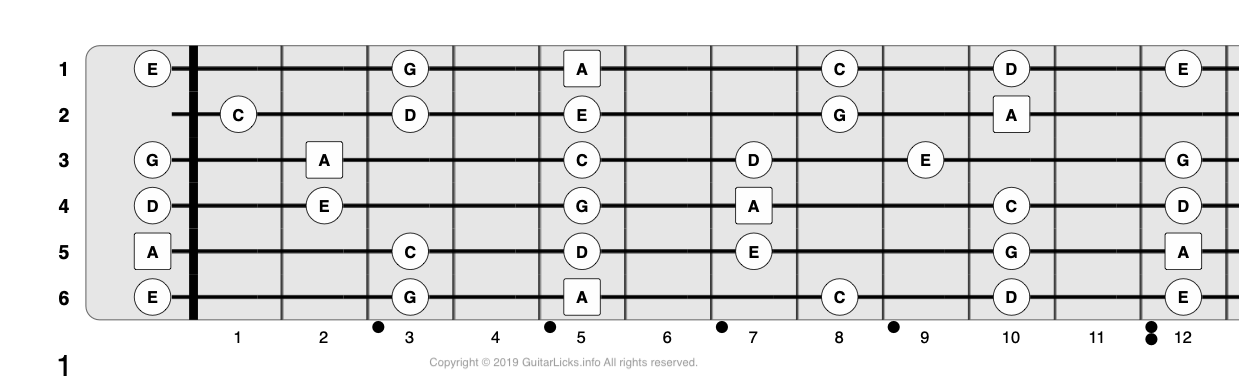 1 E G A C D E
2 C D E G A
3 G A C D E G
4 D E G A C D
5 A C D E G A
6 E G A C D E
1 2 3 4 5 6 7 8 9 10 11 12
1
Copyright © 2019 GuitarLicks.info All rights reserved.